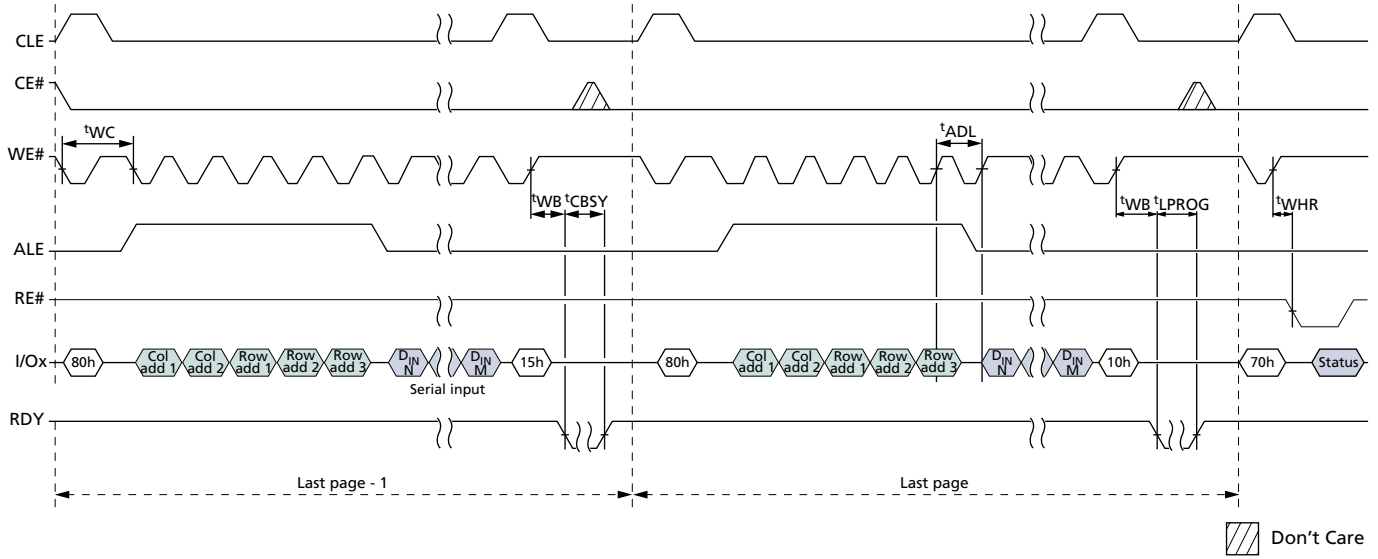 CLE
CE#
tWC
tADL
WE#
tWB tCBSY
tWB tLPROG
tWHR
ALE
RE#
I/Ox
80h
Col add 1
Col add 2
Row add 1
Row add 2
Row add 3
DIN N
DIN M
15h
80h
Col add 1
Col add 2
Row add 1
Row add 2
Row add 3
DIN N
DIN M
10h
70h
Status
Serial input
RDY
Last page - 1
Last page
Don't Care